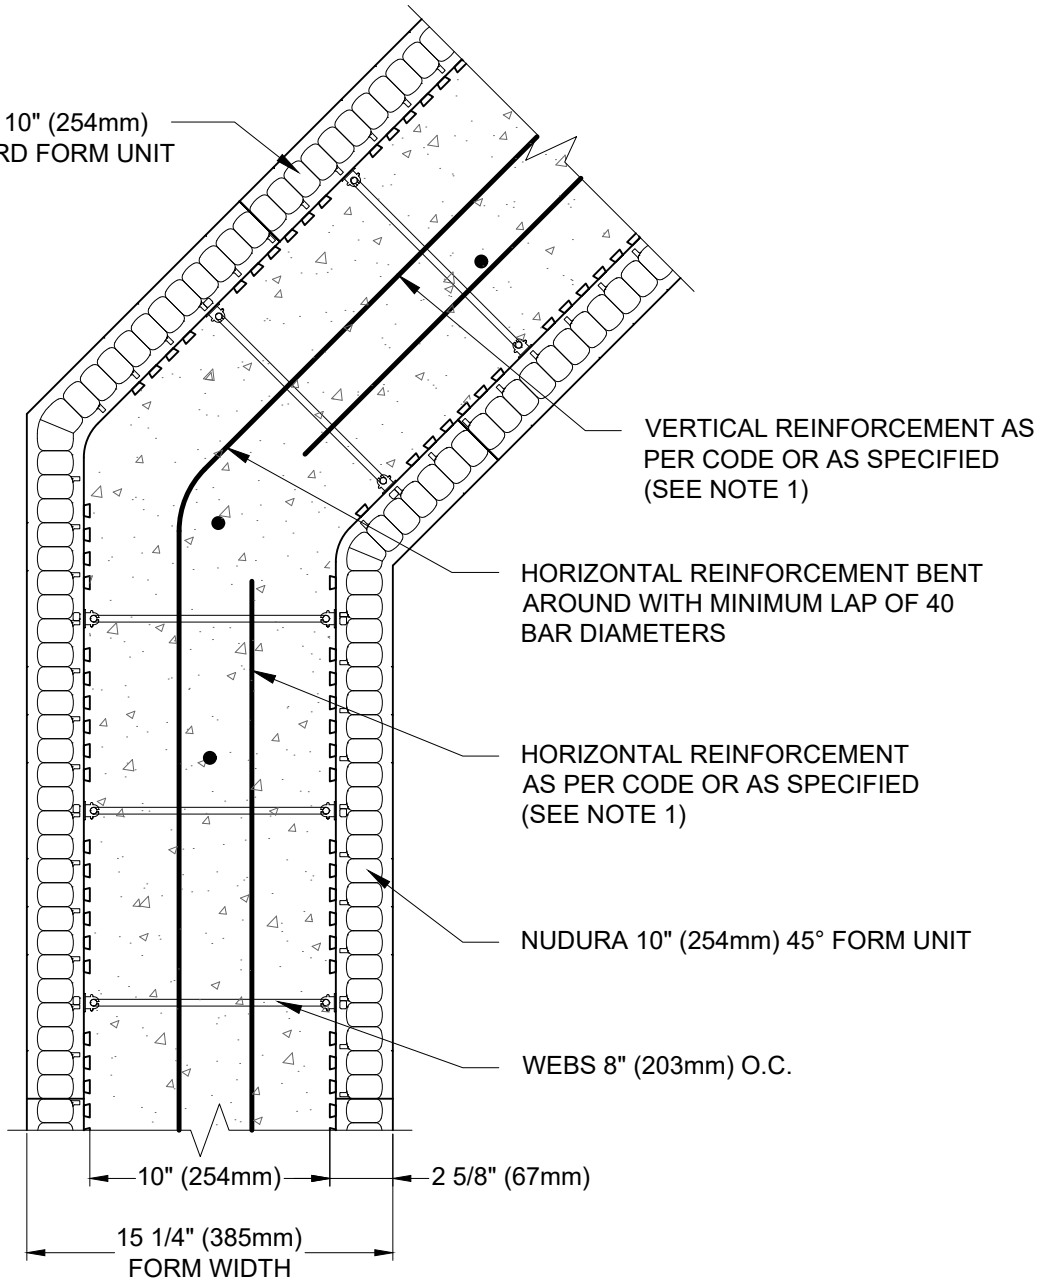 10" (254mm)
FORM UNIT
VERTICAL REINFORCEMENT AS
PER CODE OR AS SPECIFIED
(SEE NOTE 1)
HORIZONTAL REINFORCEMENT BENT
AROUND WITH MINIMUM LAP OF 40
BAR DIAMETERS
HORIZONTAL REINFORCEMENT
AS PER CODE OR AS SPECIFIED
(SEE NOTE 1)
NUDURA 10" (254mm) 45° FORM UNIT
WEBS 8" (203mm) O.C.
10" (254mm)
2 5/8" (67mm)
15 1/4" (385mm)
FORM WIDTH